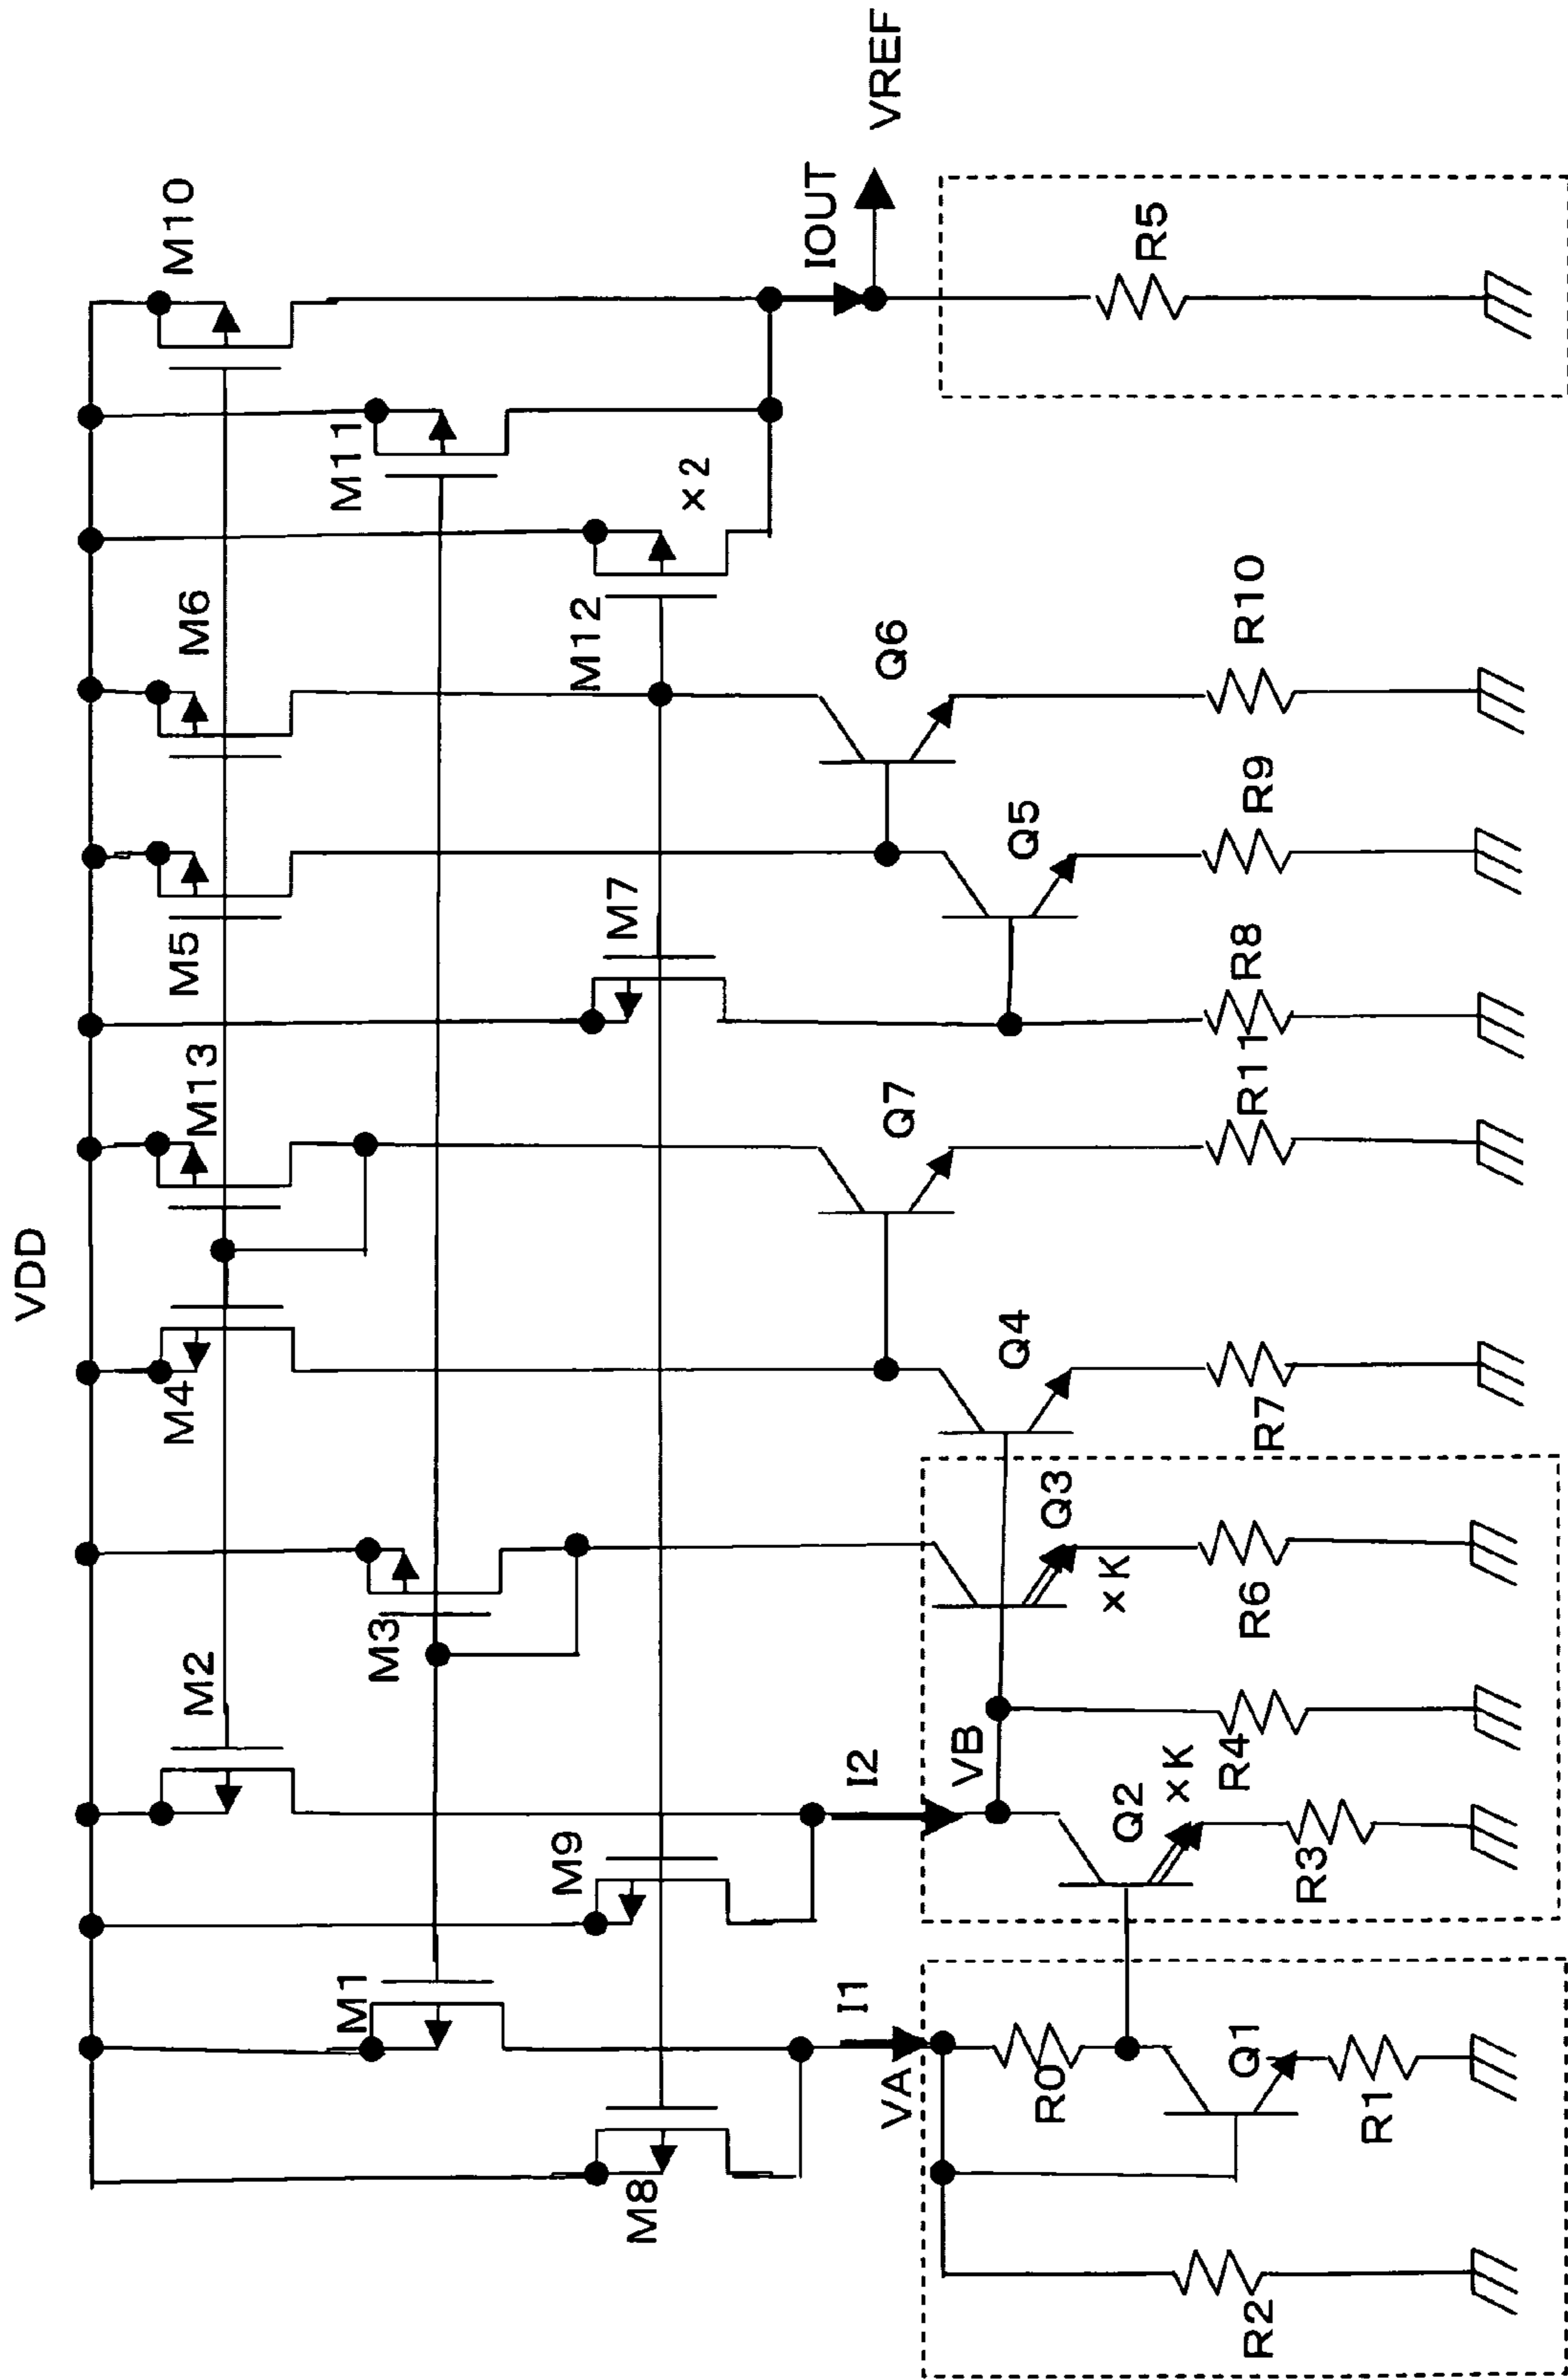 VDD
M8
M1
M9
M2
M3
M4
M13
M5
M7
M6
M12
×2
M11
M10
I1
VA
I2
VB
IOUT
VREF
R2
R0
Q1
R1
Q2
×K
R3
R4
Q3
×K
R6
Q4
R7
Q7
R11
R8
Q5
R9
Q6
R10
R5